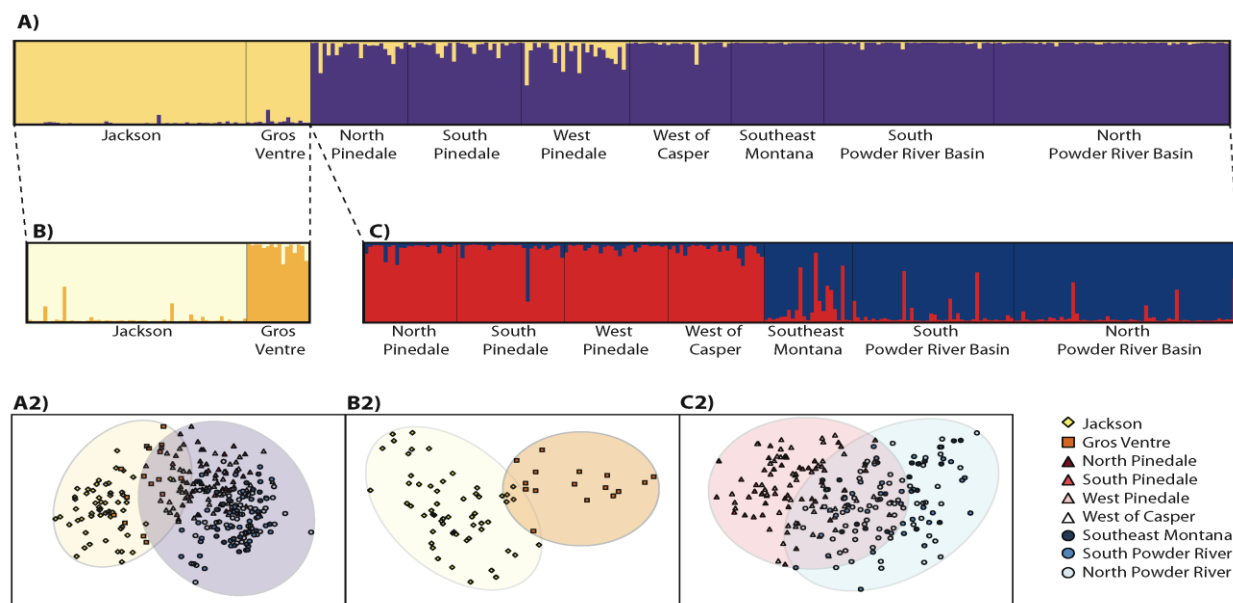 A)
Jackson
Gros
Ventre
North
Pinedale
South
Pinedale
West
Pinedale
West of
Casper
Southeast
Montana
South
Powder River Basin
North
Powder River Basin
B)
Jackson
Gros
Ventre
C)
North
Pinedale
South
Pinedale
West
Pinedale
West of
Casper
Southeast
Montana
South
Powder River Basin
North
Powder River Basin
A2)
B2)
C2)
Jackson
Gros Ventre
North Pinedale
South Pinedale
West Pinedale
West of Casper
Southeast Montana
South Powder River
North Powder River